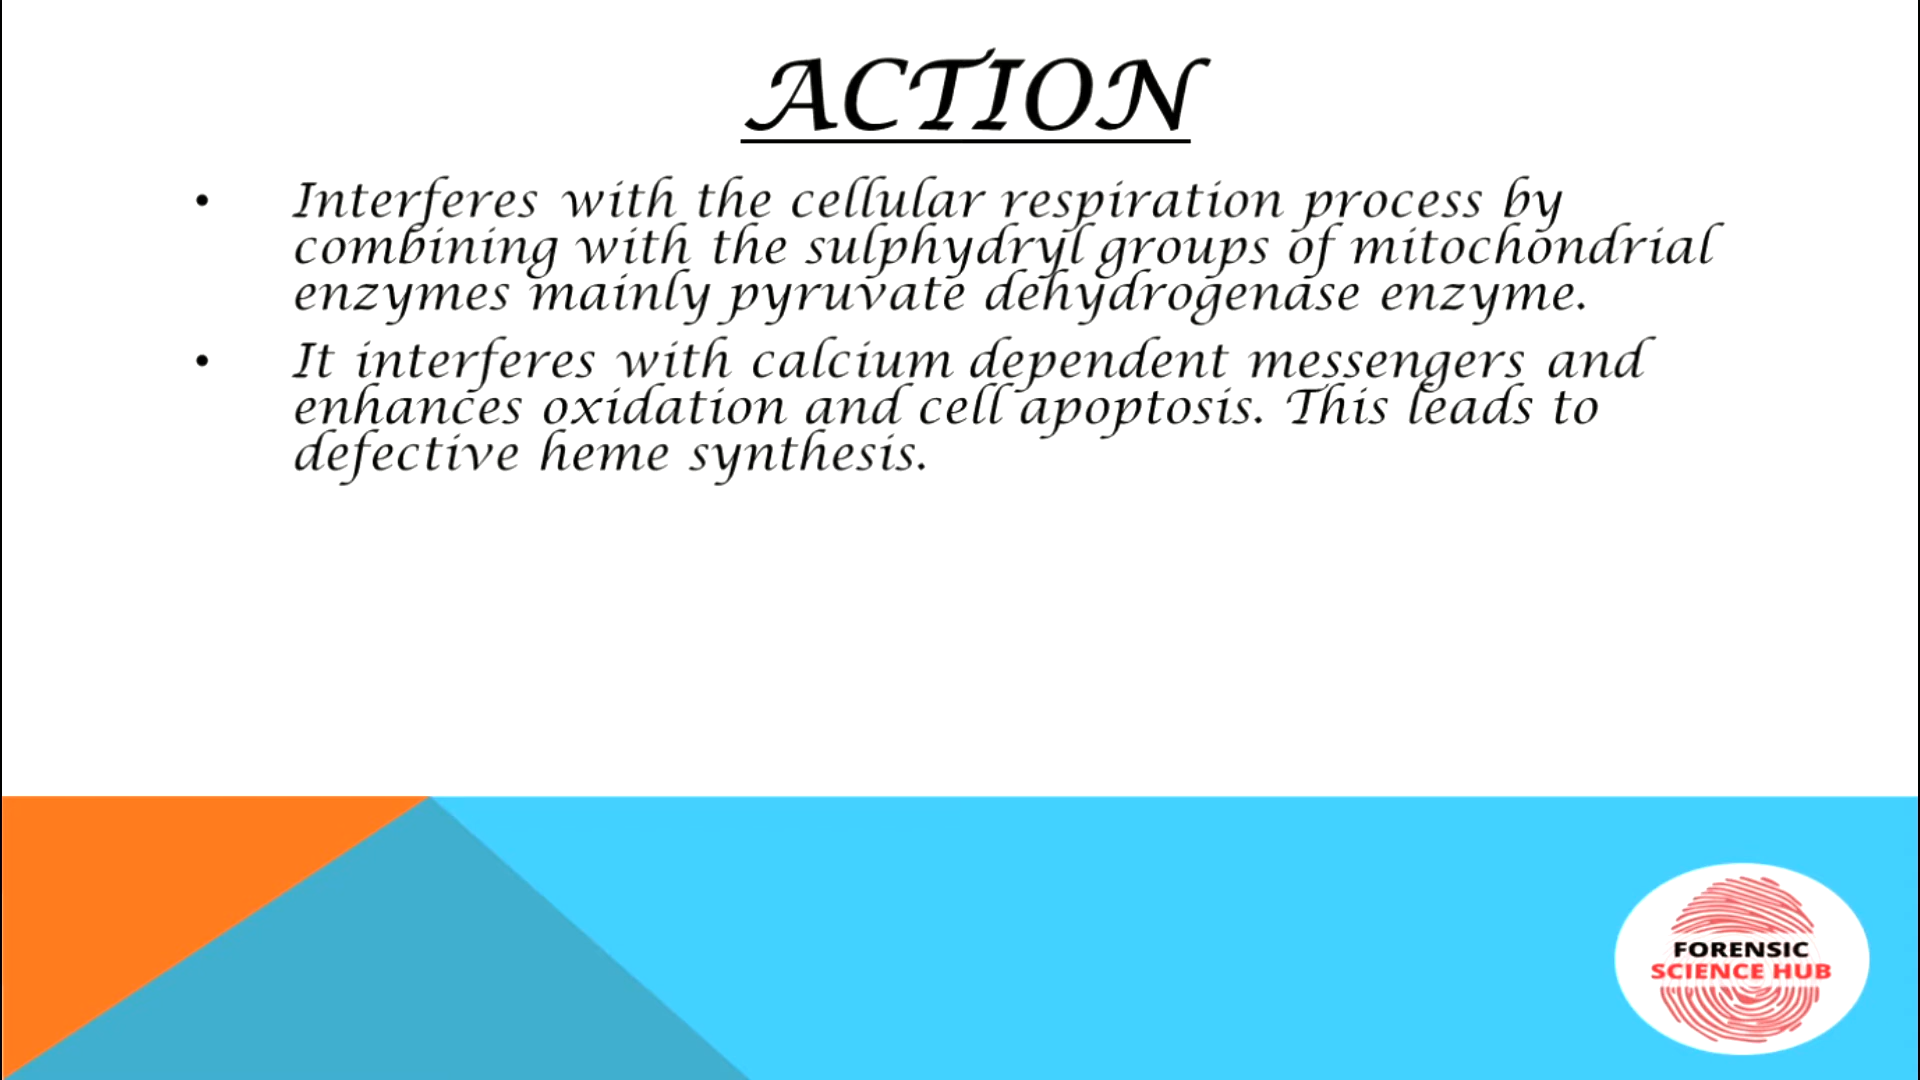 ACTION
• Interferes with the cellular respiration process by
combining with the sulphydryl groups of mitochondrial
enzymes mainly pyruvate dehydrogenase enzyme.
• It interferes with calcium dependent messengers and
enhances oxidation and cell apoptosis. This leads to
defective heme synthesis.
FORENSIC
SCIENCE HUB